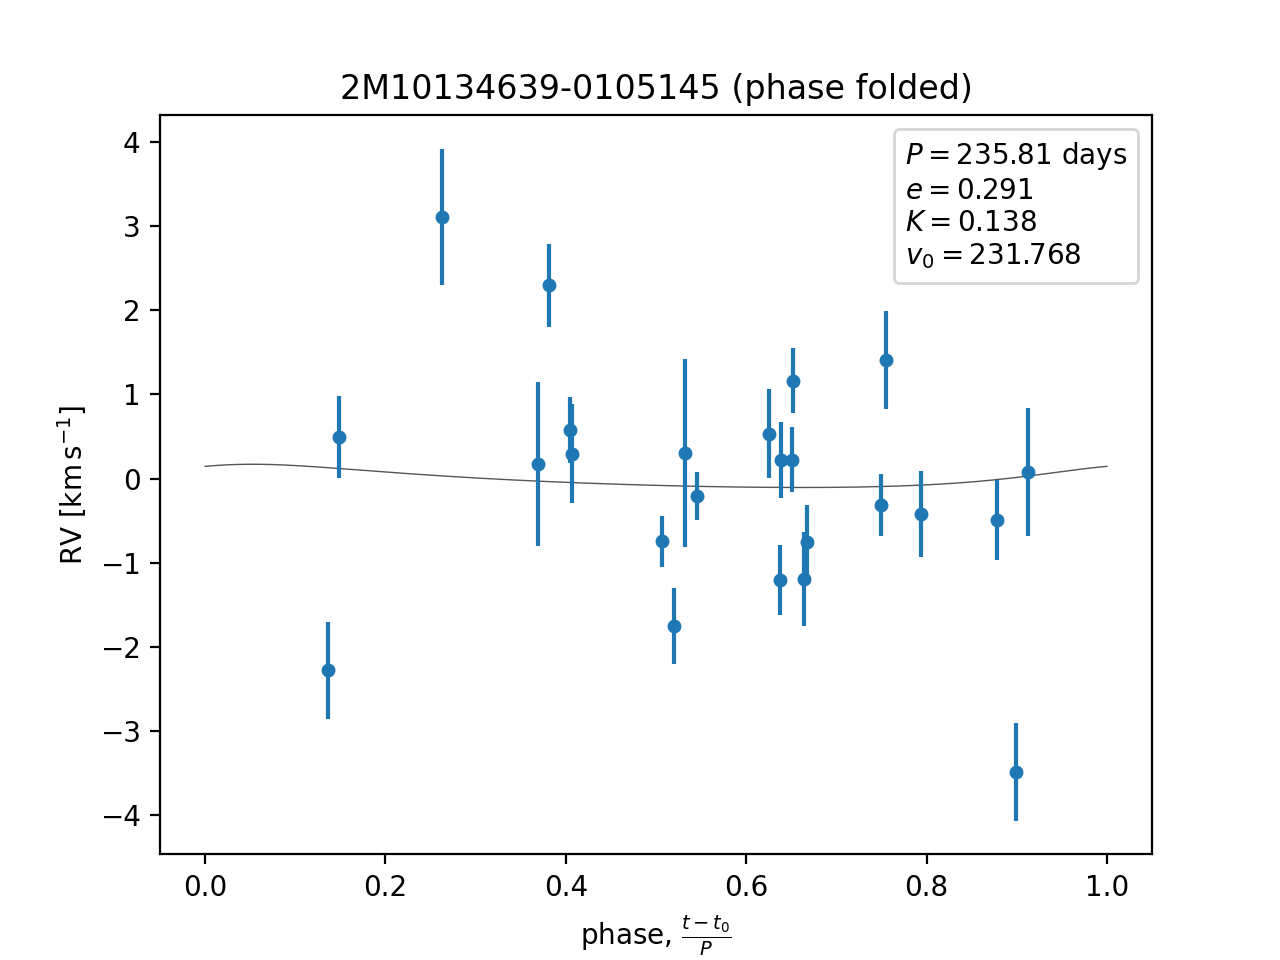 2M10134639-0105145 (phase folded)
P = 235.81 days
e = 0.291
K = 0.138
v₀ = 231.768
4
3
2
1
0
−1
−2
−3
−4
RV [km s⁻¹]
0.0 0.2 0.4 0.6 0.8 1.0
phase, (t − t₀)/P